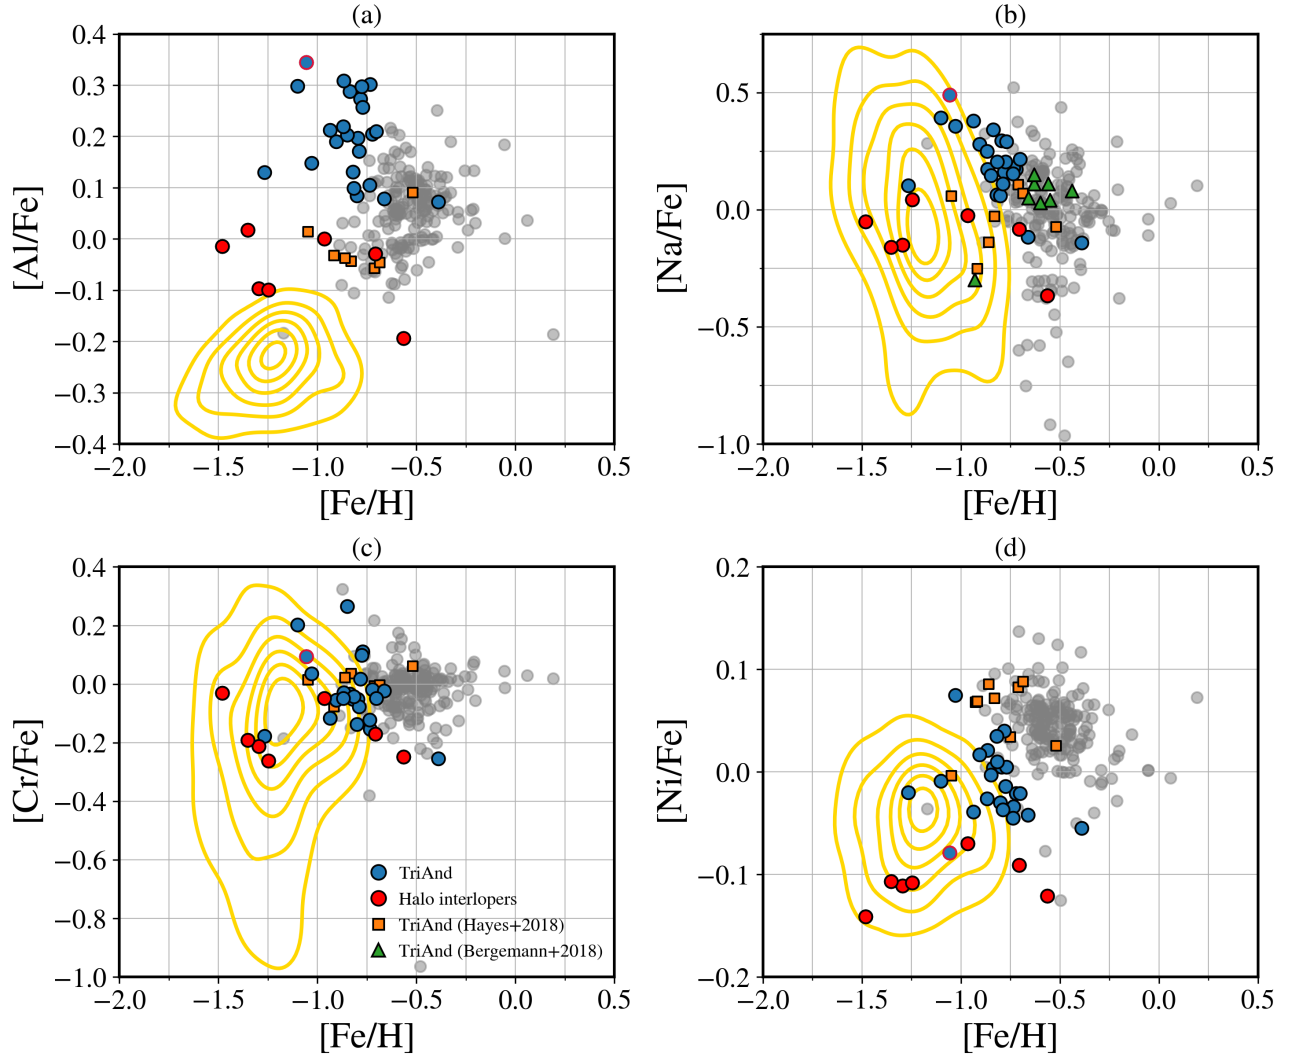 (a)
0.4
0.3
0.2
0.1
0.0
−0.1
−0.2
−0.3
−0.4
[Al/Fe]
−2.0 −1.5 −1.0 −0.5 0.0 0.5
[Fe/H]
(b)
0.5
0.0
−0.5
−1.0
[Na/Fe]
−2.0 −1.5 −1.0 −0.5 0.0 0.5
[Fe/H]
(c)
0.4
0.2
0.0
−0.2
−0.4
−0.6
−0.8
−1.0
[Cr/Fe]
TriAnd
Halo interlopers
TriAnd (Hayes+2018)
TriAnd (Bergemann+2018)
−2.0 −1.5 −1.0 −0.5 0.0 0.5
[Fe/H]
(d)
0.2
0.1
0.0
−0.1
−0.2
[Ni/Fe]
−2.0 −1.5 −1.0 −0.5 0.0 0.5
[Fe/H]